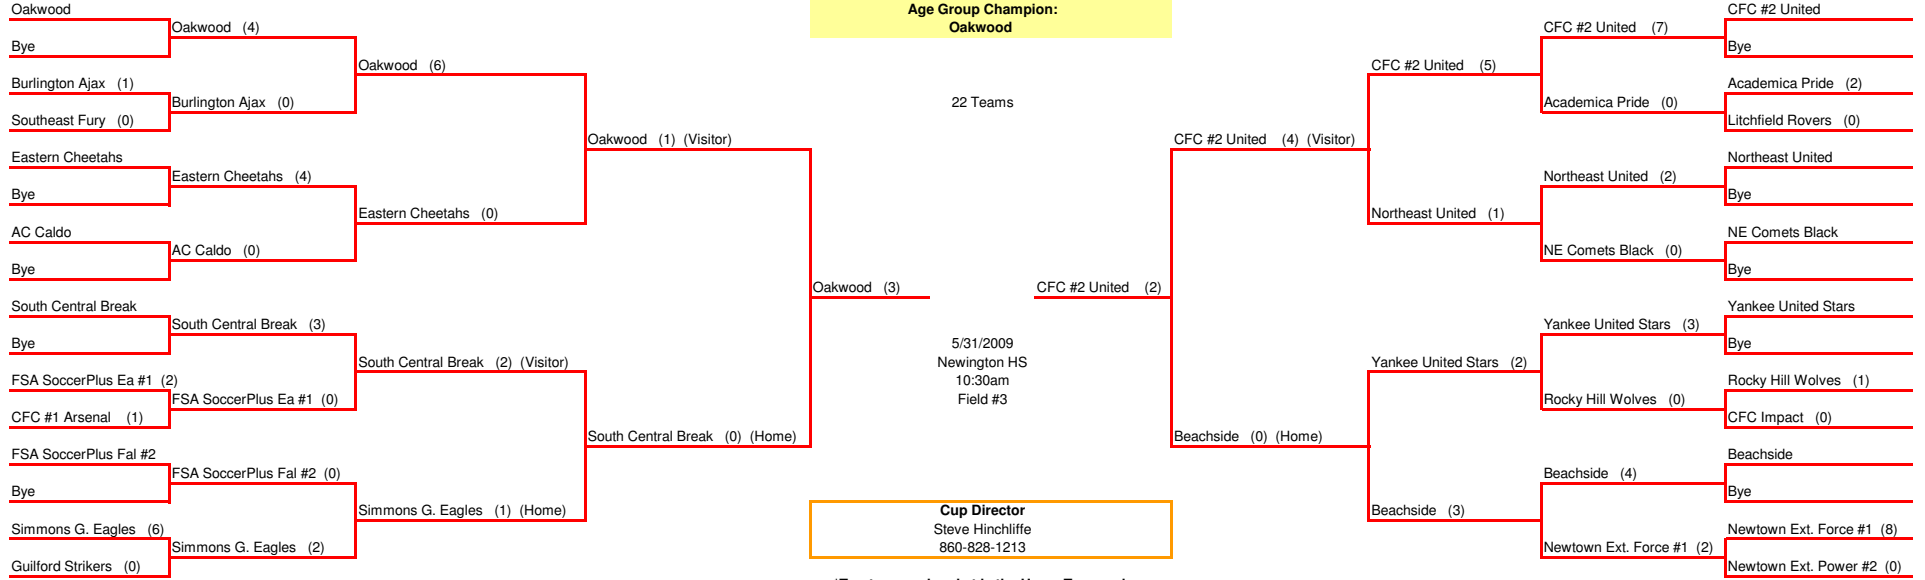 Oakwood
Bye
Burlington Ajax (1)
Southeast Fury (0)
Eastern Cheetahs
Bye
AC Caldo
Bye
South Central Break
Bye
FSA SoccerPlus Ea #1 (2)
CFC #1 Arsenal (1)
FSA SoccerPlus Fal #2
Bye
Simmons G. Eagles (6)
Guilford Strikers (0)
Oakwood (4)
Burlington Ajax (0)
Eastern Cheetahs (4)
AC Caldo (0)
South Central Break (3)
FSA SoccerPlus Ea #1 (0)
FSA SoccerPlus Fal #2 (0)
Simmons G. Eagles (2)
Oakwood (6)
Eastern Cheetahs (0)
South Central Break (2) (Visitor)
Simmons G. Eagles (1) (Home)
Oakwood (1) (Visitor)
South Central Break (0) (Home)
Age Group Champion:
Oakwood
22 Teams
Oakwood (3)
CFC #2 United (2)
5/31/2009
Newington HS
10:30am
Field #3
Cup Director
Steve Hinchliffe
860-828-1213
CFC #2 United (4) (Visitor)
Beachside (0) (Home)
CFC #2 United (5)
Northeast United (1)
Yankee United Stars (2)
Beachside (3)
CFC #2 United (7)
Academica Pride (0)
Northeast United (2)
NE Comets Black (0)
Yankee United Stars (3)
Rocky Hill Wolves (0)
Beachside (4)
Newtown Ext. Force #1 (2)
CFC #2 United
Bye
Academica Pride (2)
Litchfield Rovers (0)
Northeast United
Bye
NE Comets Black
Bye
Yankee United Stars
Bye
Rocky Hill Wolves (1)
CFC Impact (0)
Beachside
Bye
Newtown Ext. Force #1 (8)
Newtown Ext. Power #2 (0)